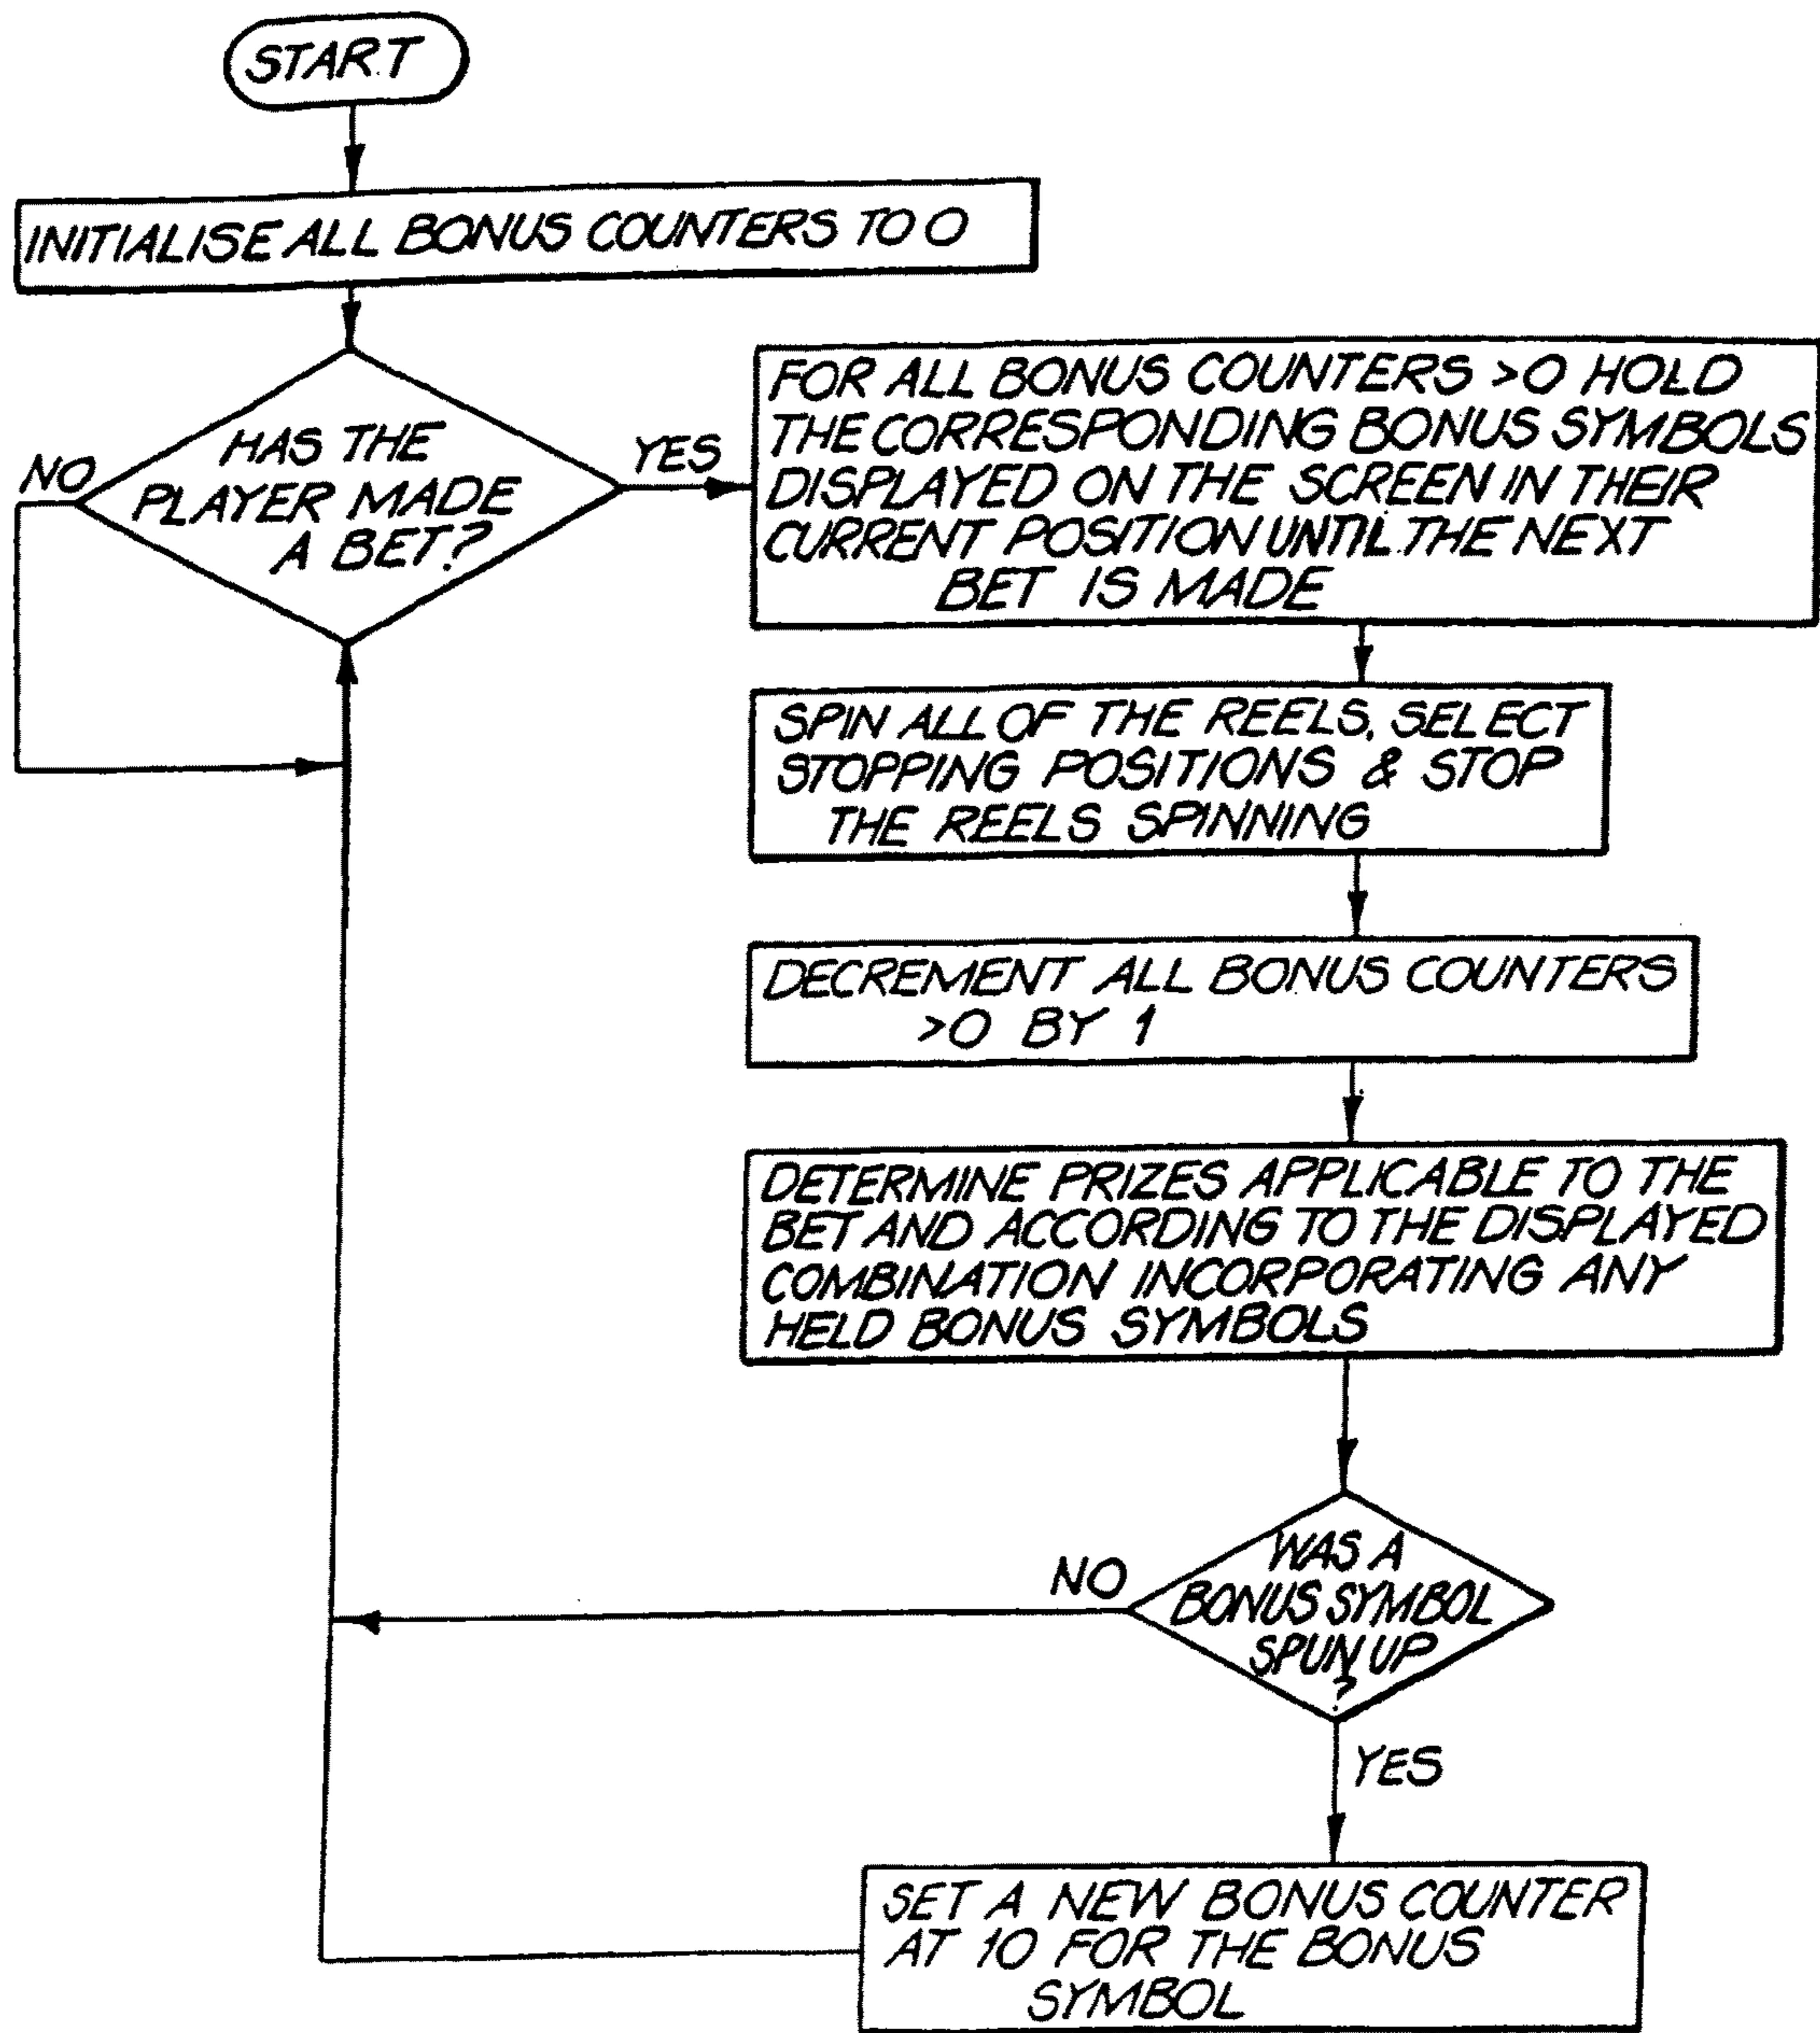 START
INITIALISE ALL BONUS COUNTERS TO 0
HAS THE
PLAYER MADE
A BET?
NO
YES
FOR ALL BONUS COUNTERS >0 HOLD
THE CORRESPONDING BONUS SYMBOLS
DISPLAYED ON THE SCREEN IN THEIR
CURRENT POSITION UNTIL THE NEXT
BET IS MADE
SPIN ALL OF THE REELS, SELECT
STOPPING POSITIONS & STOP
THE REELS SPINNING
DECREMENT ALL BONUS COUNTERS
>0 BY 1
DETERMINE PRIZES APPLICABLE TO THE
BET AND ACCORDING TO THE DISPLAYED
COMBINATION INCORPORATING ANY
HELD BONUS SYMBOLS
WAS A
BONUS SYMBOL
SPUN UP
?
NO
YES
SET A NEW BONUS COUNTER
AT 10 FOR THE BONUS
SYMBOL